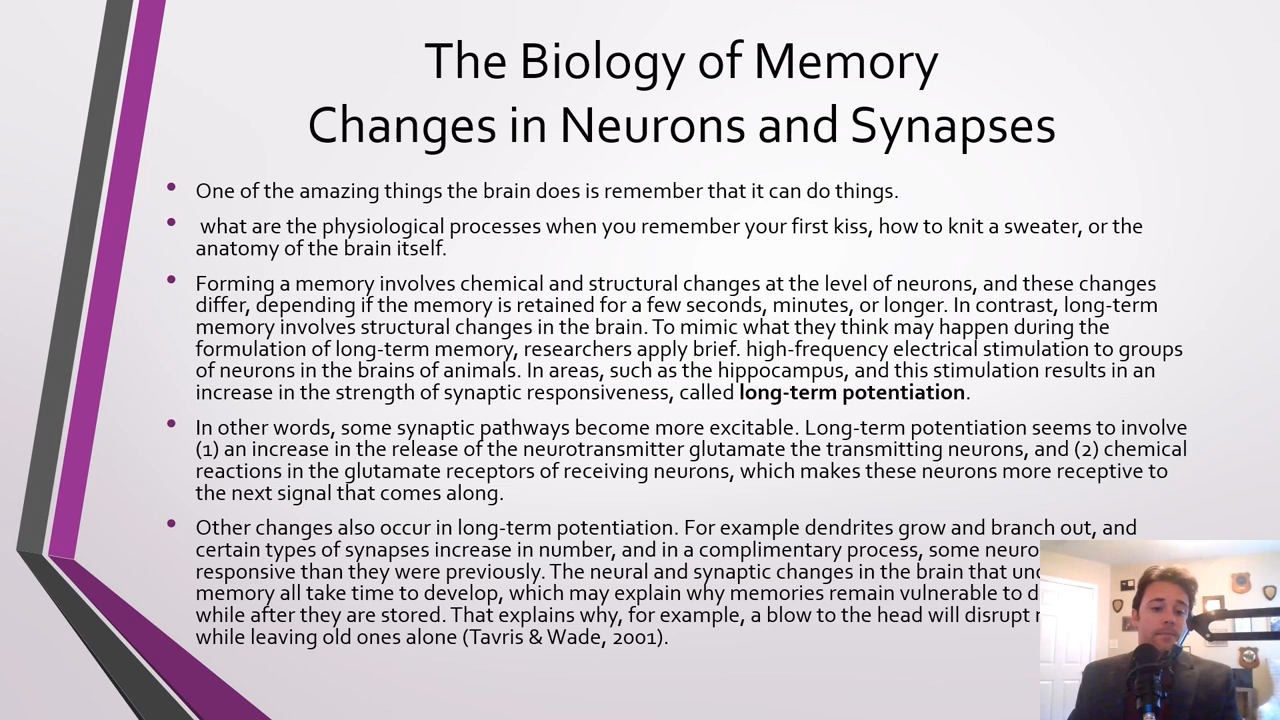 The Biology of Memory
Changes in Neurons and Synapses
• One of the amazing things the brain does is remember that it can do things.
• what are the physiological processes when you remember your first kiss, how to knit a sweater, or the
anatomy of the brain itself.
• Forming a memory involves chemical and structural changes at the level of neurons, and these changes
differ, depending if the memory is retained for a few seconds, minutes, or longer. In contrast, long-term
memory involves structural changes in the brain. To mimic what they think may happen during the
formulation of long-term memory, researchers apply brief. high-frequency electrical stimulation to groups
of neurons in the brains of animals. In areas, such as the hippocampus, and this stimulation results in an
increase in the strength of synaptic responsiveness, called long-term potentiation.
• In other words, some synaptic pathways become more excitable. Long-term potentiation seems to involve
(1) an increase in the release of the neurotransmitter glutamate the transmitting neurons, and (2) chemical
reactions in the glutamate receptors of receiving neurons, which makes these neurons more receptive to
the next signal that comes along.
• Other changes also occur in long-term potentiation. For example dendrites grow and branch out, and
certain types of synapses increase in number, and in a complimentary process, some
responsive than they were previously. The neural and synaptic changes in the brain that
memory all take time to develop, which may explain why memories remain vulnerable to
while after they are stored. That explains why, for example, a blow to the head will disrupt
while leaving old ones alone (Tavris & Wade, 2001).